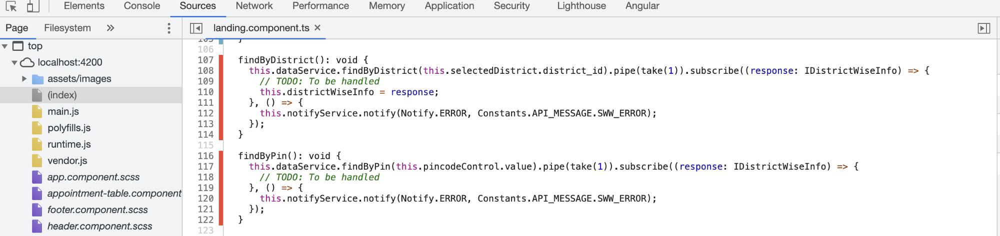 Elements Console Sources Network Performance Memory Application Security Lighthouse Angular
Page Filesystem » landing.component.ts ×
top
localhost:4200
assets/images
(index)
main.js
polyfills.js
runtime.js
vendor.js
app.component.scss
appointment-table.component
footer.component.scss
header.component.scss
105 }
106
107 findByDistrict(): void {
108 this.dataService.findByDistrict(this.selectedDistrict.district_id).pipe(take(1)).subscribe((response: IDistrictWiseInfo) => {
109 // TODO: To be handled
110 this.districtWiseInfo = response;
111 }, () => {
112 this.notifyService.notify(Notify.ERROR, Constants.API_MESSAGE.SWW_ERROR);
113 });
114 }
115
116 findByPin(): void {
117 this.dataService.findByPin(this.pincodeControl.value).pipe(take(1)).subscribe((response: IDistrictWiseInfo) => {
118 // TODO: To be handled
119 }, () => {
120 this.notifyService.notify(Notify.ERROR, Constants.API_MESSAGE.SWW_ERROR);
121 });
122 }
123